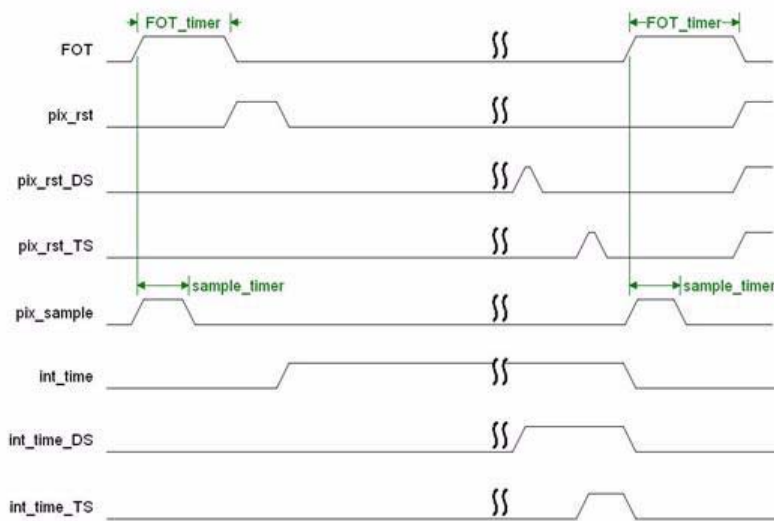 FOT_timer FOT_timer
FOT
pix_rst
pix_rst_DS
pix_rst_TS
sample_timer sample_timer
pix_sample
int_time
int_time_DS
int_time_TS